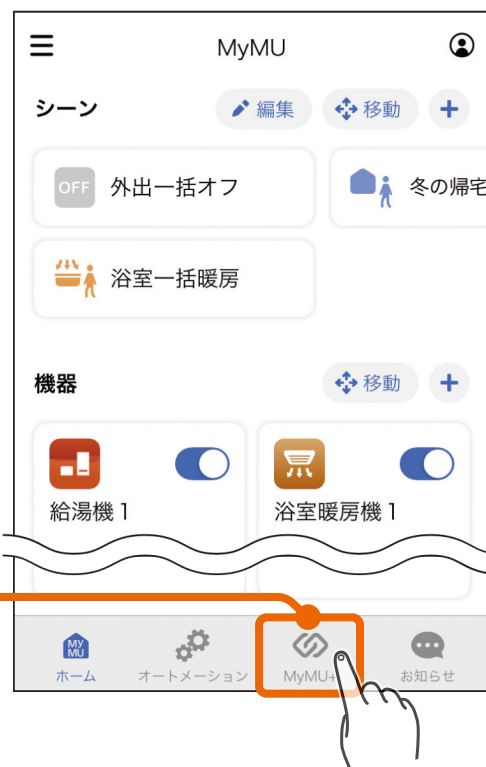 MyMU
シーン
編集
移動
OFF 外出一括オフ
冬の帰宅
浴室一括暖房
機器
移動
給湯機 1
浴室暖房機 1
MY
MU
ホーム
オートメーション
MyMU+
お知らせ